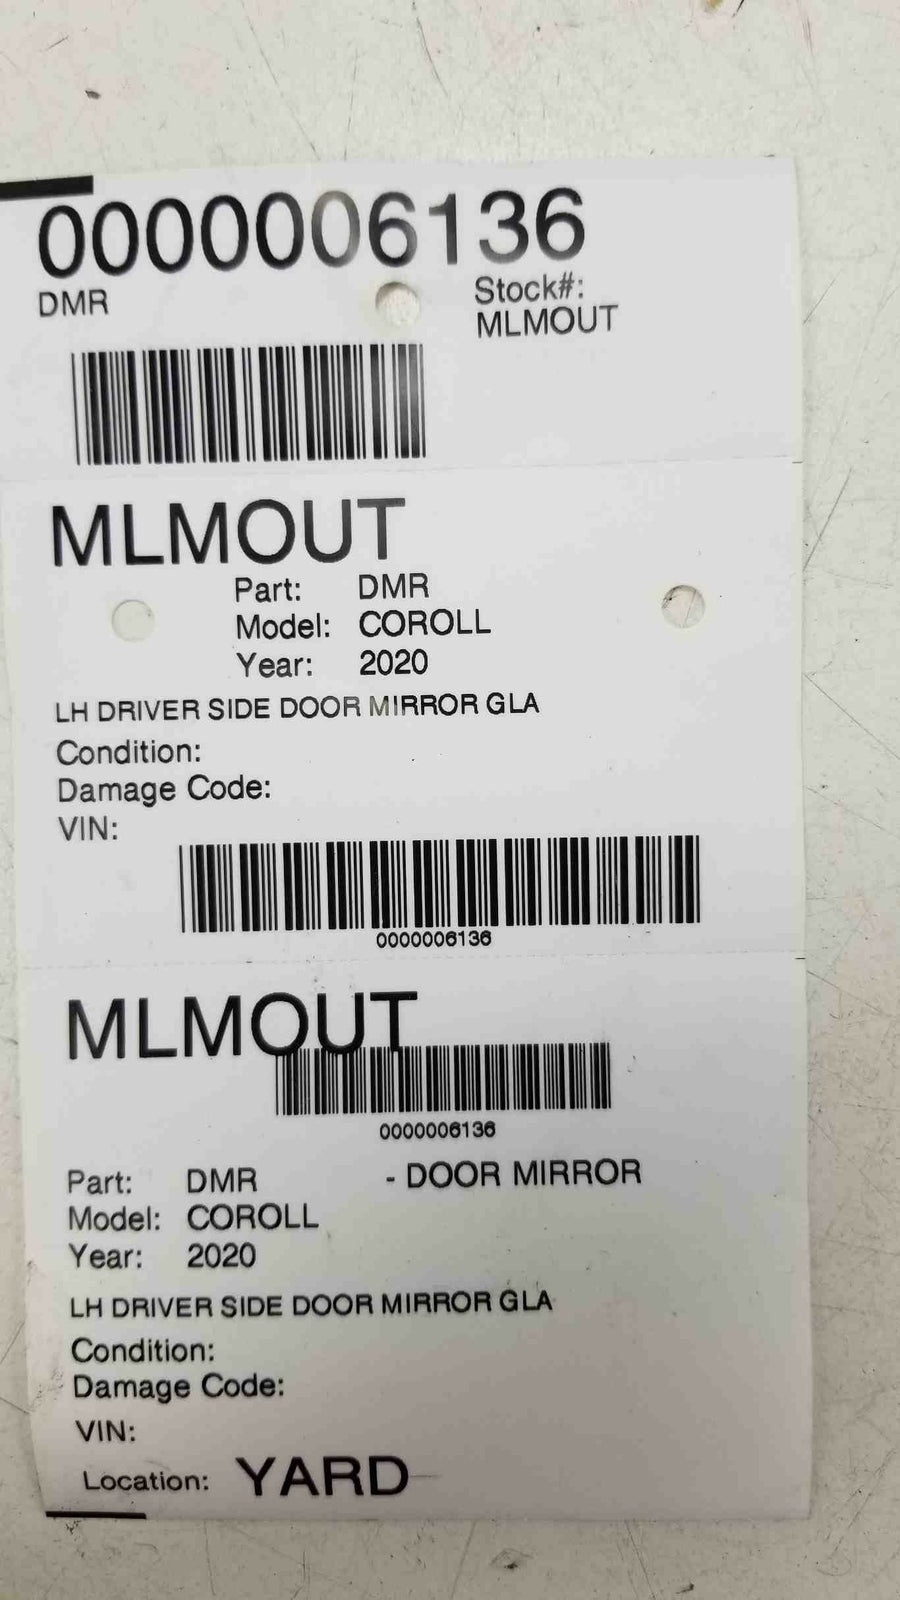 0000006136
DMR
Stock#:
MLMOUT
MLMOUT
Part: DMR
Model: COROLL
Year: 2020
LH DRIVER SIDE DOOR MIRROR GLA
Condition:
Damage Code:
VIN:
0000006136
MLMOUT
0000006136
Part: DMR - DOOR MIRROR
Model: COROLL
Year: 2020
LH DRIVER SIDE DOOR MIRROR GLA
Condition:
Damage Code:
VIN:
Location: YARD